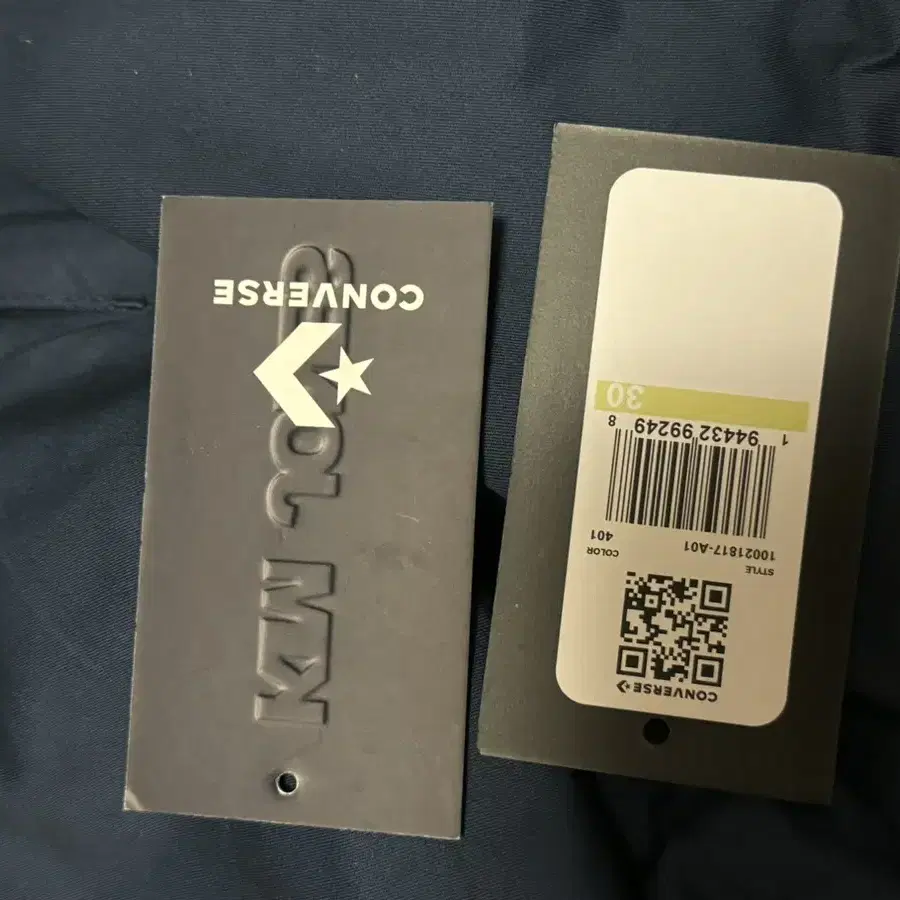 KIM JONES
CONVERSE
CONVERSE
STYLE COLOR
10021817-A01 401
1 94432 99249 8
30